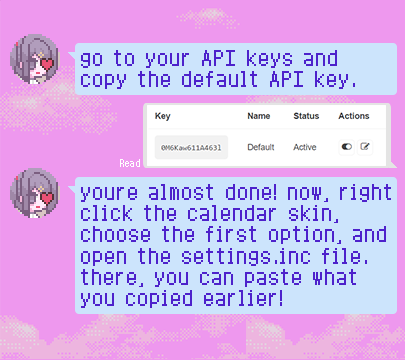 go to your API keys and
copy the default API key.
Key Name Status Actions
0M6Kaw611A463l Default Active
Read
youre almost done! now, right
click the calendar skin,
choose the first option, and
open the settings.inc file.
there, you can paste what
you copied earlier!